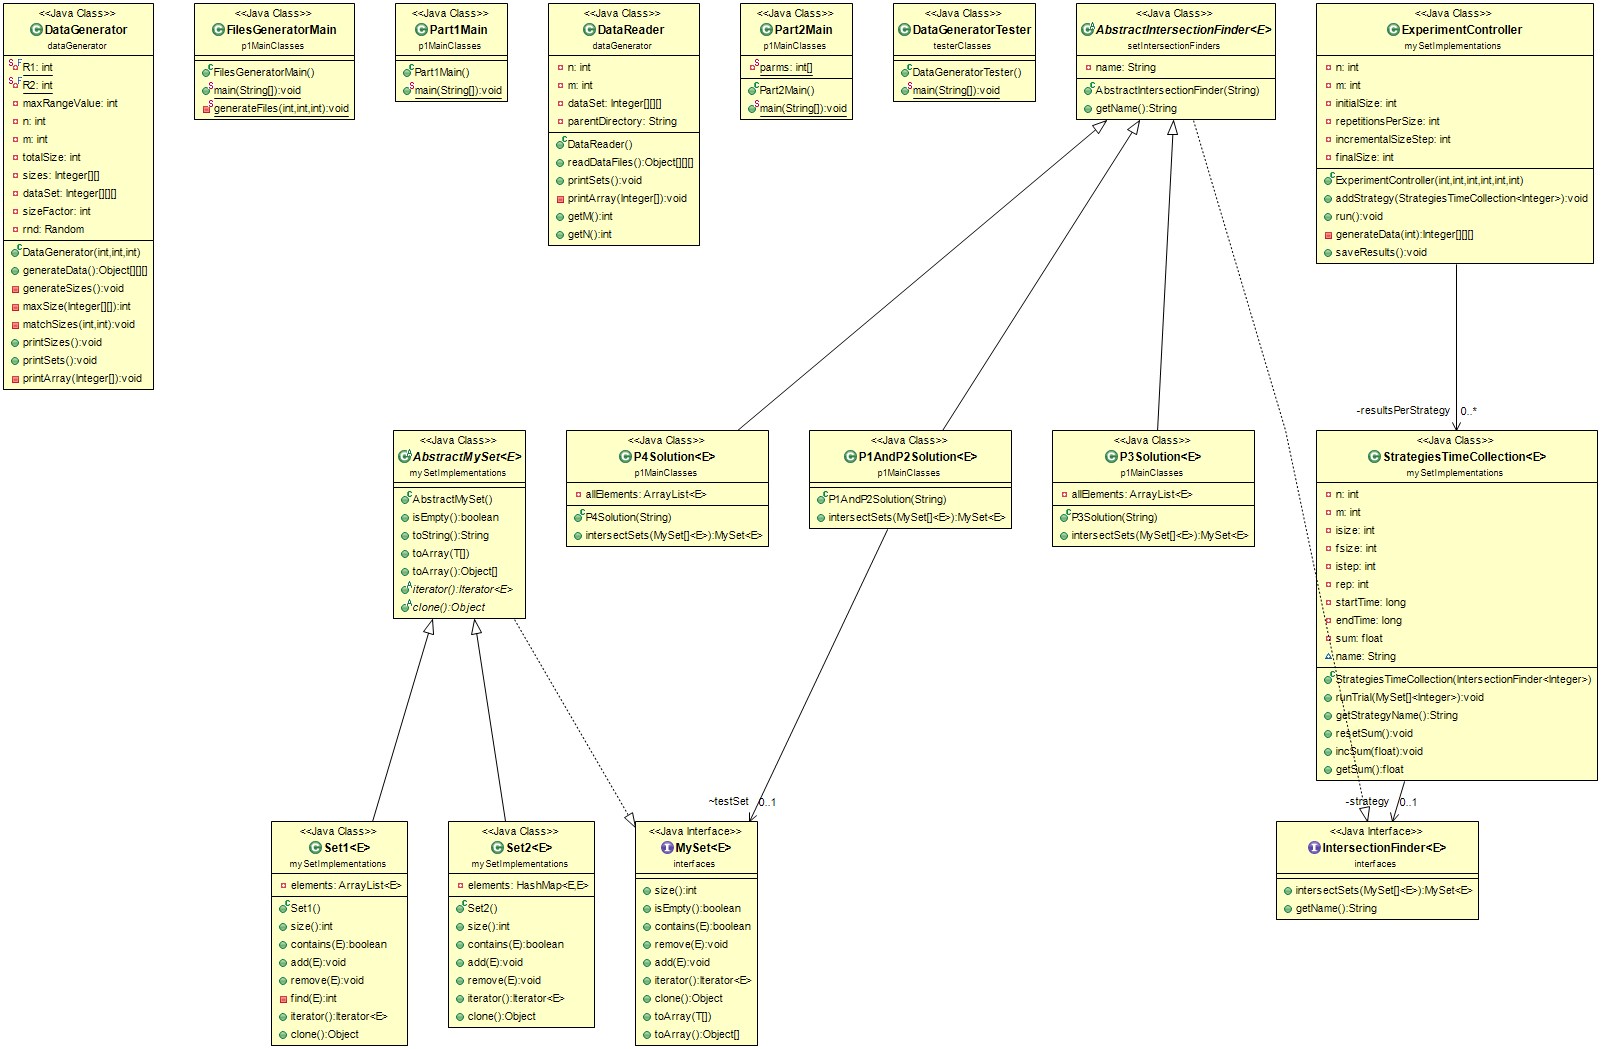 <<Java Class>>
DataGenerator
dataGenerator
R1: int
R2: int
maxRangeValue: int
n: int
m: int
totalSize: int
sizes: Integer[][]
dataSet: Integer[][][]
sizeFactor: int
rnd: Random
DataGenerator(int,int,int)
generateData():Object[][][]
generateSizes():void
maxSize(Integer[][]):int
matchSizes(int,int):void
printSizes():void
printSets():void
printArray(Integer[]):void
<<Java Class>>
FilesGeneratorMain
p1MainClasses
FilesGeneratorMain()
main(String[]):void
generateFiles(int,int,int):void
<<Java Class>>
Part1Main
p1MainClasses
Part1Main()
main(String[]):void
<<Java Class>>
DataReader
dataGenerator
n: int
m: int
dataSet: Integer[][][]
parentDirectory: String
DataReader()
readDataFiles():Object[][][]
printSets():void
printArray(Integer[]):void
getM():int
getN():int
<<Java Class>>
Part2Main
p1MainClasses
parms: int[]
Part2Main()
main(String[]):void
<<Java Class>>
DataGeneratorTester
testerClasses
DataGeneratorTester()
main(String[]):void
<<Java Class>>
AbstractIntersectionFinder<E>
setIntersectionFinders
name: String
AbstractIntersectionFinder(String)
getName():String
<<Java Class>>
ExperimentController
mySetImplementations
n: int
m: int
initialSize: int
repetitionsPerSize: int
incrementalSizeStep: int
finalSize: int
ExperimentController(int,int,int,int,int,int)
addStrategy(StrategiesTimeCollection<Integer>):void
run():void
generateData(int):Integer[][][]
saveResults():void
-resultsPerStrategy 0..*
<<Java Class>>
AbstractMySet<E>
mySetImplementations
AbstractMySet()
isEmpty():boolean
toString():String
toArray(T[])
toArray():Object[]
iterator():Iterator<E>
clone():Object
<<Java Class>>
P4Solution<E>
p1MainClasses
allElements: ArrayList<E>
P4Solution(String)
intersectSets(MySet[]<E>):MySet<E>
<<Java Class>>
P1AndP2Solution<E>
p1MainClasses
P1AndP2Solution(String)
intersectSets(MySet[]<E>):MySet<E>
<<Java Class>>
P3Solution<E>
p1MainClasses
allElements: ArrayList<E>
P3Solution(String)
intersectSets(MySet[]<E>):MySet<E>
<<Java Class>>
StrategiesTimeCollection<E>
mySetImplementations
n: int
m: int
isize: int
fsize: int
istep: int
rep: int
startTime: long
endTime: long
sum: float
name: String
StrategiesTimeCollection(IntersectionFinder<Integer>)
runTrial(MySet[]<Integer>):void
getStrategyName():String
resetSum():void
incSum(float):void
getSum():float
~testSet 0..1
-strategy 0..1
<<Java Class>>
Set1<E>
mySetImplementations
elements: ArrayList<E>
Set1()
size():int
contains(E):boolean
add(E):void
remove(E):void
find(E):int
iterator():Iterator<E>
clone():Object
<<Java Class>>
Set2<E>
mySetImplementations
elements: HashMap<E,E>
Set2()
size():int
contains(E):boolean
add(E):void
remove(E):void
iterator():Iterator<E>
clone():Object
<<Java Interface>>
MySet<E>
interfaces
size():int
isEmpty():boolean
contains(E):boolean
remove(E):void
add(E):void
iterator():Iterator<E>
clone():Object
toArray(T[])
toArray():Object[]
<<Java Interface>>
IntersectionFinder<E>
interfaces
intersectSets(MySet[]<E>):MySet<E>
getName():String